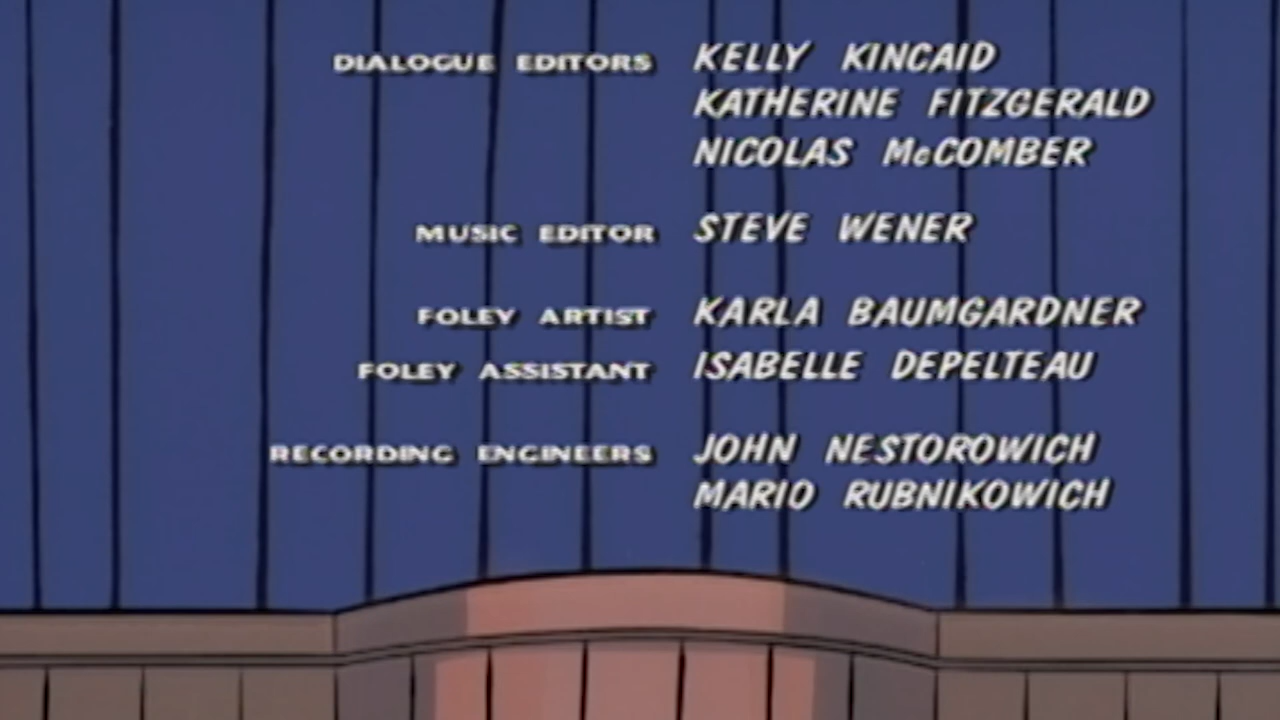 DIALOGUE EDITORS KELLY KINCAID
KATHERINE FITZGERALD
NICOLAS McCOMBER
MUSIC EDITOR STEVE WENER
FOLEY ARTIST KARLA BAUMGARDNER
FOLEY ASSISTANT ISABELLE DEPELTEAU
RECORDING ENGINEERS JOHN NESTOROWICH
MARIO RUBNIKOWICH